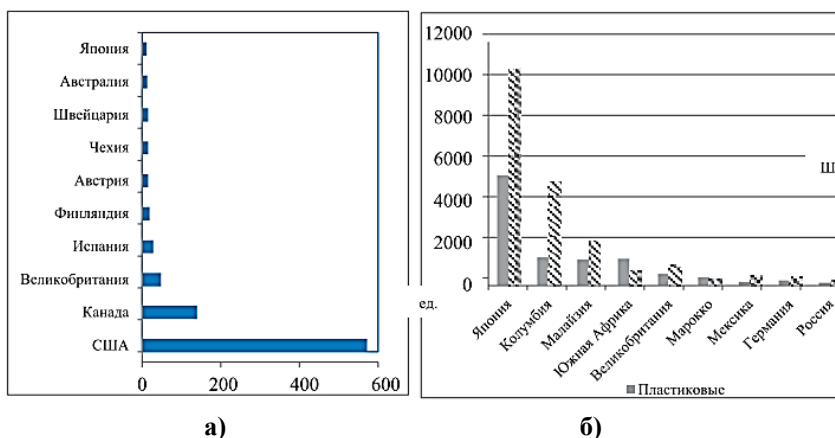 Япония
Австралия
Швейцария
Чехия
Австрия
Финляндия
Испания
Великобритания
Канада
США
0 200 400 600
а)
12000
10000
8000
6000
4000
2000
0
ед.
Ш
Япония
Колумбия
Малайзия
Южная Африка
Великобритания
Марокко
Мексика
Германия
Россия
Пластиковые
б)